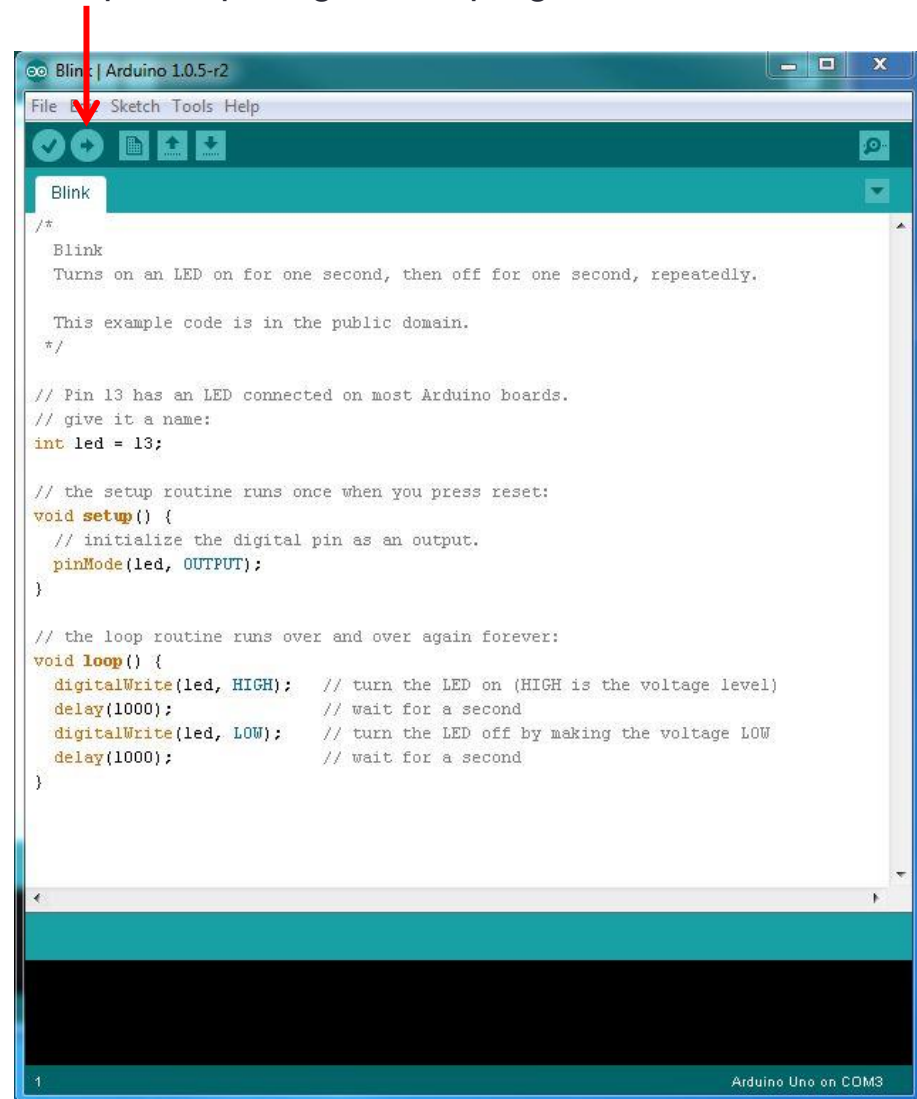 Blink | Arduino 1.0.5-r2
File Sketch Tools Help
Blink
/*
  Blink
  Turns on an LED on for one second, then off for one second, repeatedly.

  This example code is in the public domain.
 */

// Pin 13 has an LED connected on most Arduino boards.
// give it a name:
int led = 13;

// the setup routine runs once when you press reset:
void setup() {
  // initialize the digital pin as an output.
  pinMode(led, OUTPUT);
}

// the loop routine runs over and over again forever:
void loop() {
  digitalWrite(led, HIGH);   // turn the LED on (HIGH is the voltage level)
  delay(1000);               // wait for a second
  digitalWrite(led, LOW);    // turn the LED off by making the voltage LOW
  delay(1000);               // wait for a second
}
1 Arduino Uno on COM3